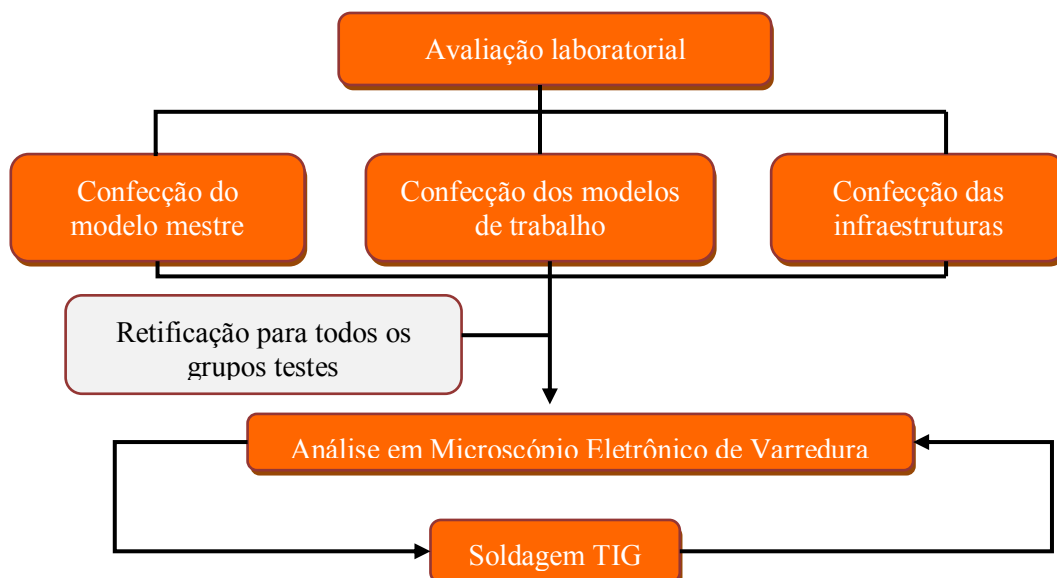 Avaliação laboratorial
Confecção do
modelo mestre
Confecção dos modelos
de trabalho
Confecção das
infraestruturas
Retificação para todos os
grupos testes
Análise em Microscópio Eletrônico de Varredura
Soldagem TIG